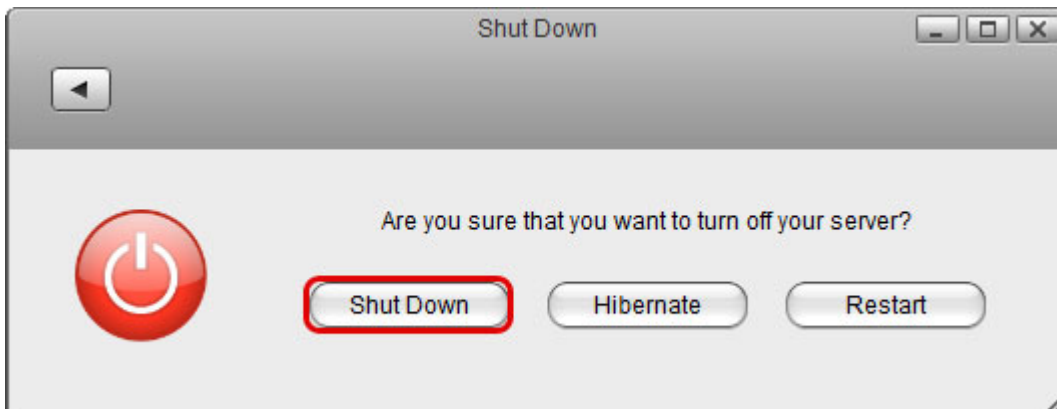 Shut Down
Are you sure that you want to turn off your server?
Shut Down Hibernate Restart